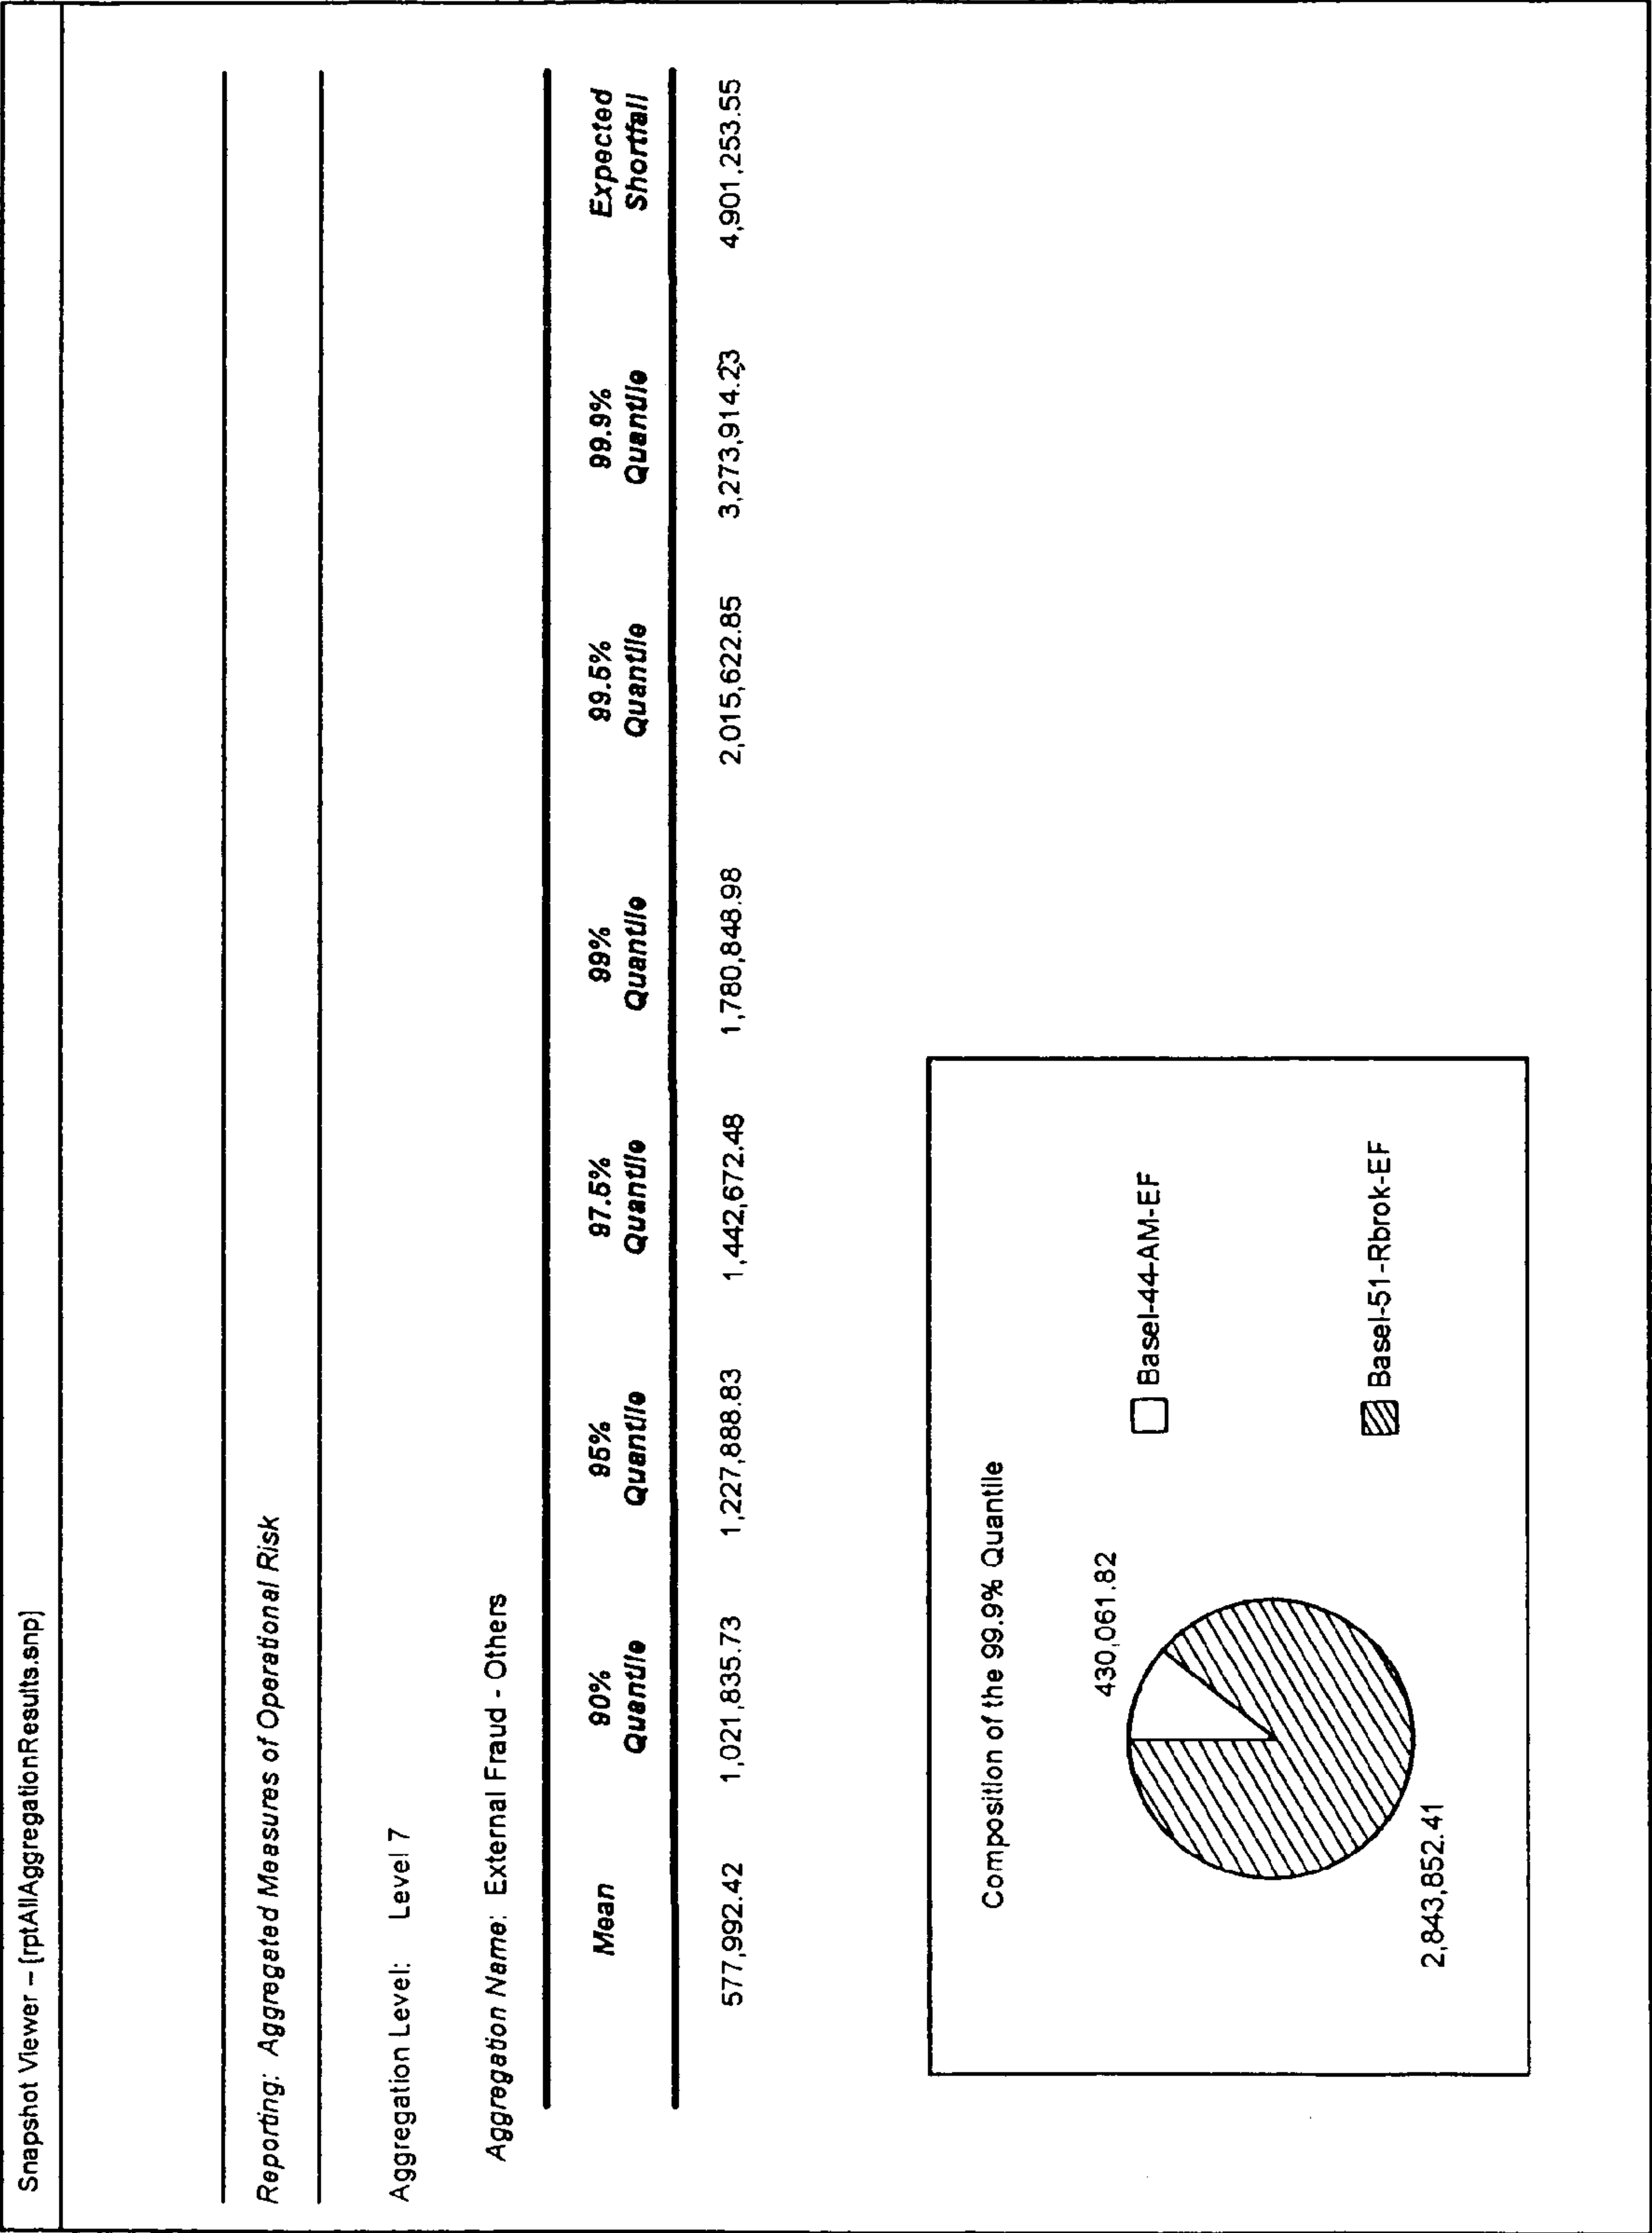 Snapshot Viewer – [rptAllAggregationResults.snp]
Reporting: Aggregated Measures of Operational Risk
Aggregation Level: Level 7
Aggregation Name: External Fraud - Others
Mean 90% Quantile 95% Quantile 97.5% Quantile 99% Quantile 99.5% Quantile 99.9% Quantile Expected Shortfall
577,992.42 1,021,835.73 1,227,888.83 1,442,672.48 1,780,848.98 2,015,622.85 3,273,914.23 4,901,253.55
Composition of the 99.9% Quantile
430,061.82
Basel-44-AM-EF
Basel-51-Rbrok-EF
2,843,852.41